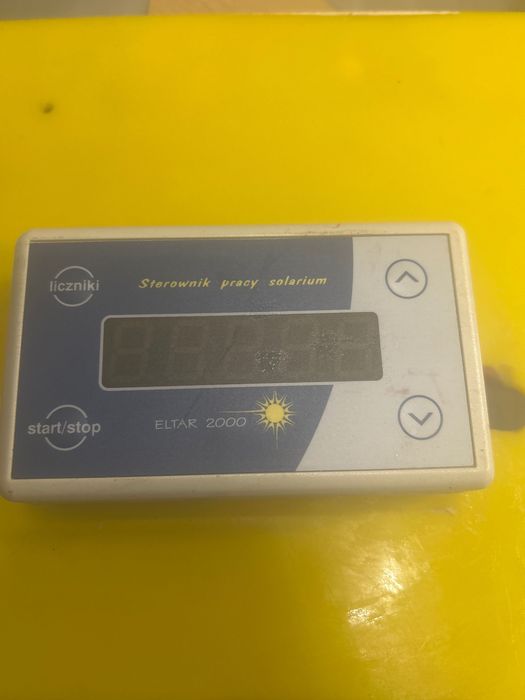 liczniki
Sterownik pracy solarium
start/stop
ELTAR 2000